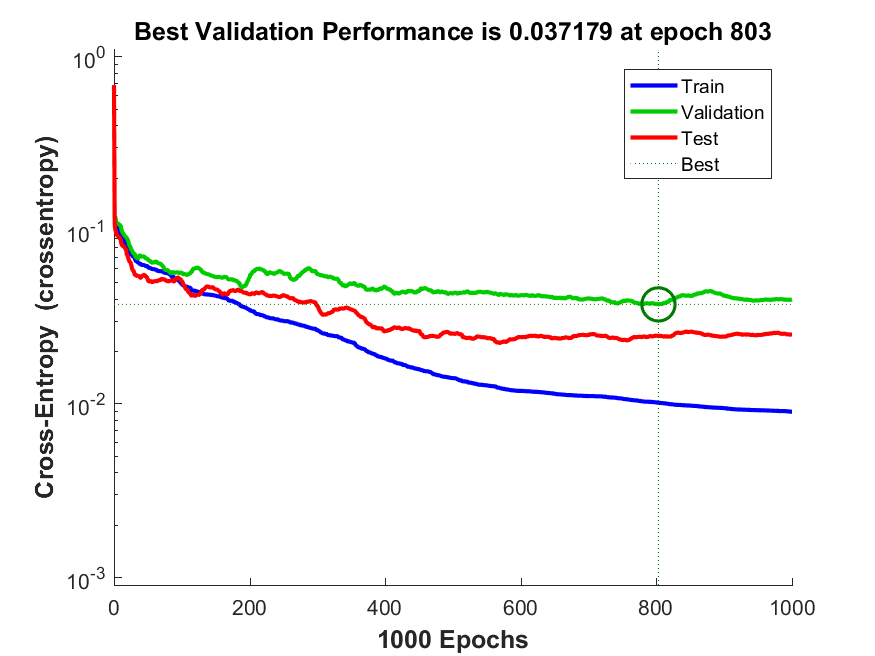 Best Validation Performance is 0.037179 at epoch 803
Train
Validation
Test
Best
Cross-Entropy (crossentropy)
10^0
10^-1
10^-2
10^-3
0 200 400 600 800 1000
1000 Epochs